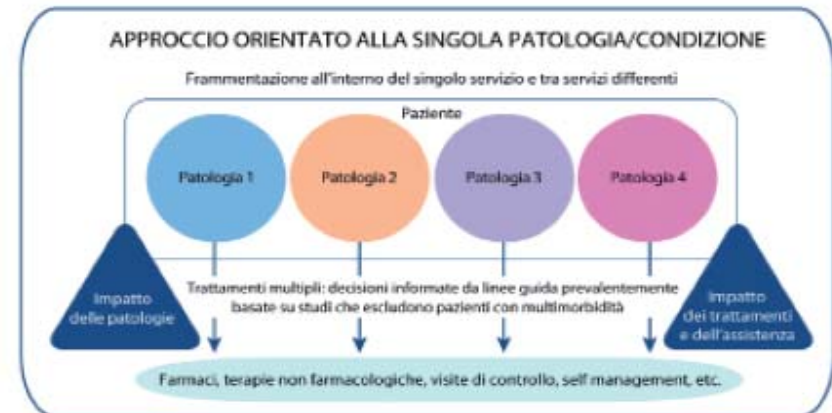 APPROCCIO ORIENTATO ALLA SINGOLA PATOLOGIA/CONDIZIONE
Frammentazione all'interno del singolo servizio e tra servizi differenti
Paziente
Patologia 1
Patologia 2
Patologia 3
Patologia 4
Impatto
delle patologie
Trattamenti multipli: decisioni informate da linee guida prevalentemente
basate su studi che escludono pazienti con multimorbidità
Impatto
dei trattamenti
e dell'assistenza
Farmaci, terapie non farmacologiche, visite di controllo, self management, etc.